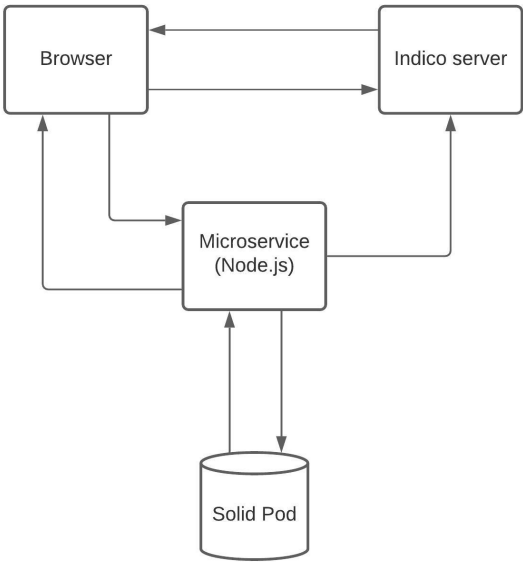 Browser
Indico server
Microservice
(Node.js)
Solid Pod